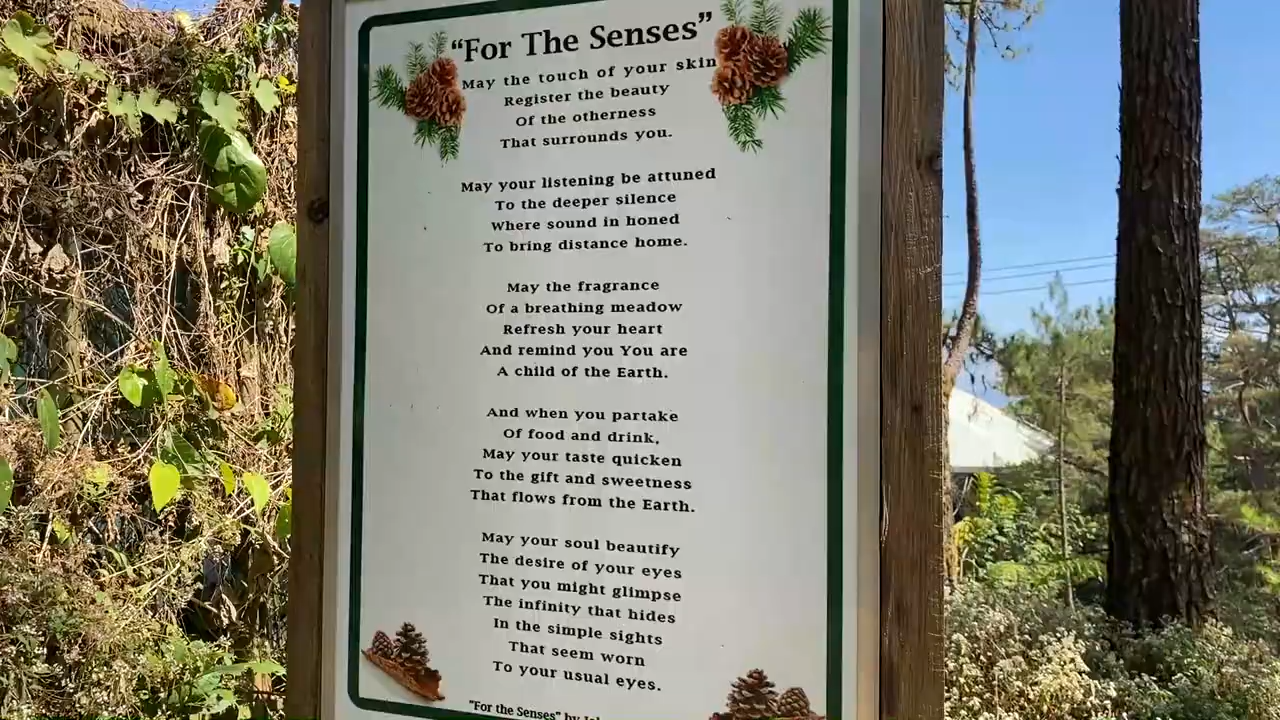 “For The Senses”
May the touch of your skin
Register the beauty
Of the otherness
That surrounds you.
May your listening be attuned
To the deeper silence
Where sound in honed
To bring distance home.
May the fragrance
Of a breathing meadow
Refresh your heart
And remind you You are
A child of the Earth.
And when you partake
Of food and drink,
May your taste quicken
To the gift and sweetness
That flows from the Earth.
May your soul beautify
The desire of your eyes
That you might glimpse
The infinity that hides
In the simple sights
That seem worn
To your usual eyes.
"For the Senses" by